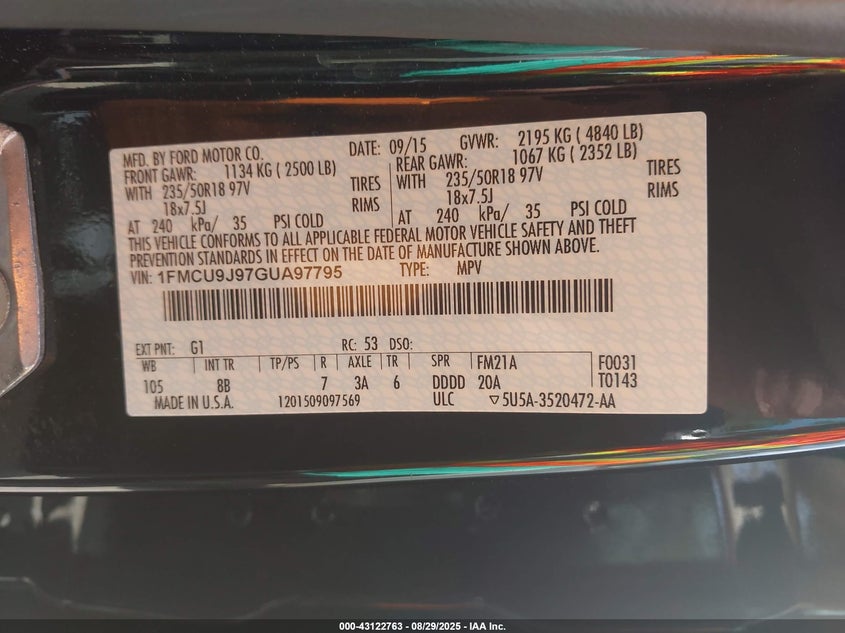 MFD. BY FORD MOTOR CO. DATE: 09/15 GVWR: 2195 KG ( 4840 LB)
FRONT GAWR: 1134 KG ( 2500 LB) REAR GAWR: 1067 KG ( 2352 LB)
WITH 235/50R18 97V TIRES WITH 235/50R18 97V TIRES
18x7.5J RIMS 18x7.5J RIMS
AT 240 kPa/ 35 PSI COLD AT 240 kPa/ 35 PSI COLD
THIS VEHICLE CONFORMS TO ALL APPLICABLE FEDERAL MOTOR VEHICLE SAFETY AND THEFT
PREVENTION STANDARDS IN EFFECT ON THE DATE OF MANUFACTURE SHOWN ABOVE.
VIN: 1FMCU9J97GUA97795 TYPE: MPV
EXT PNT: G1 RC: 53 DSO:
WB INT TR TP/PS R AXLE TR SPR FM21A F0031
105 8B 7 3A 6 DDDD 20A T0143
MADE IN U.S.A. 1201509097569 ULC ▽5U5A-3520472-AA
000-43122763 - 08/29/2025 - IAA Inc.